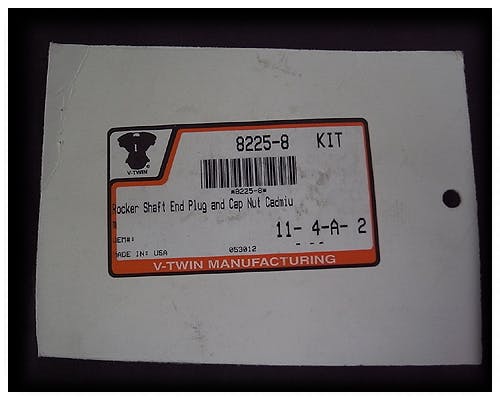 8225-8 KIT
V-TWIN
*8225-8*
Rocker Shaft End Plug and Cap Nut Cadmiu
OEM#:
11- 4-A- 2
MADE IN: USA 053012
V-TWIN MANUFACTURING